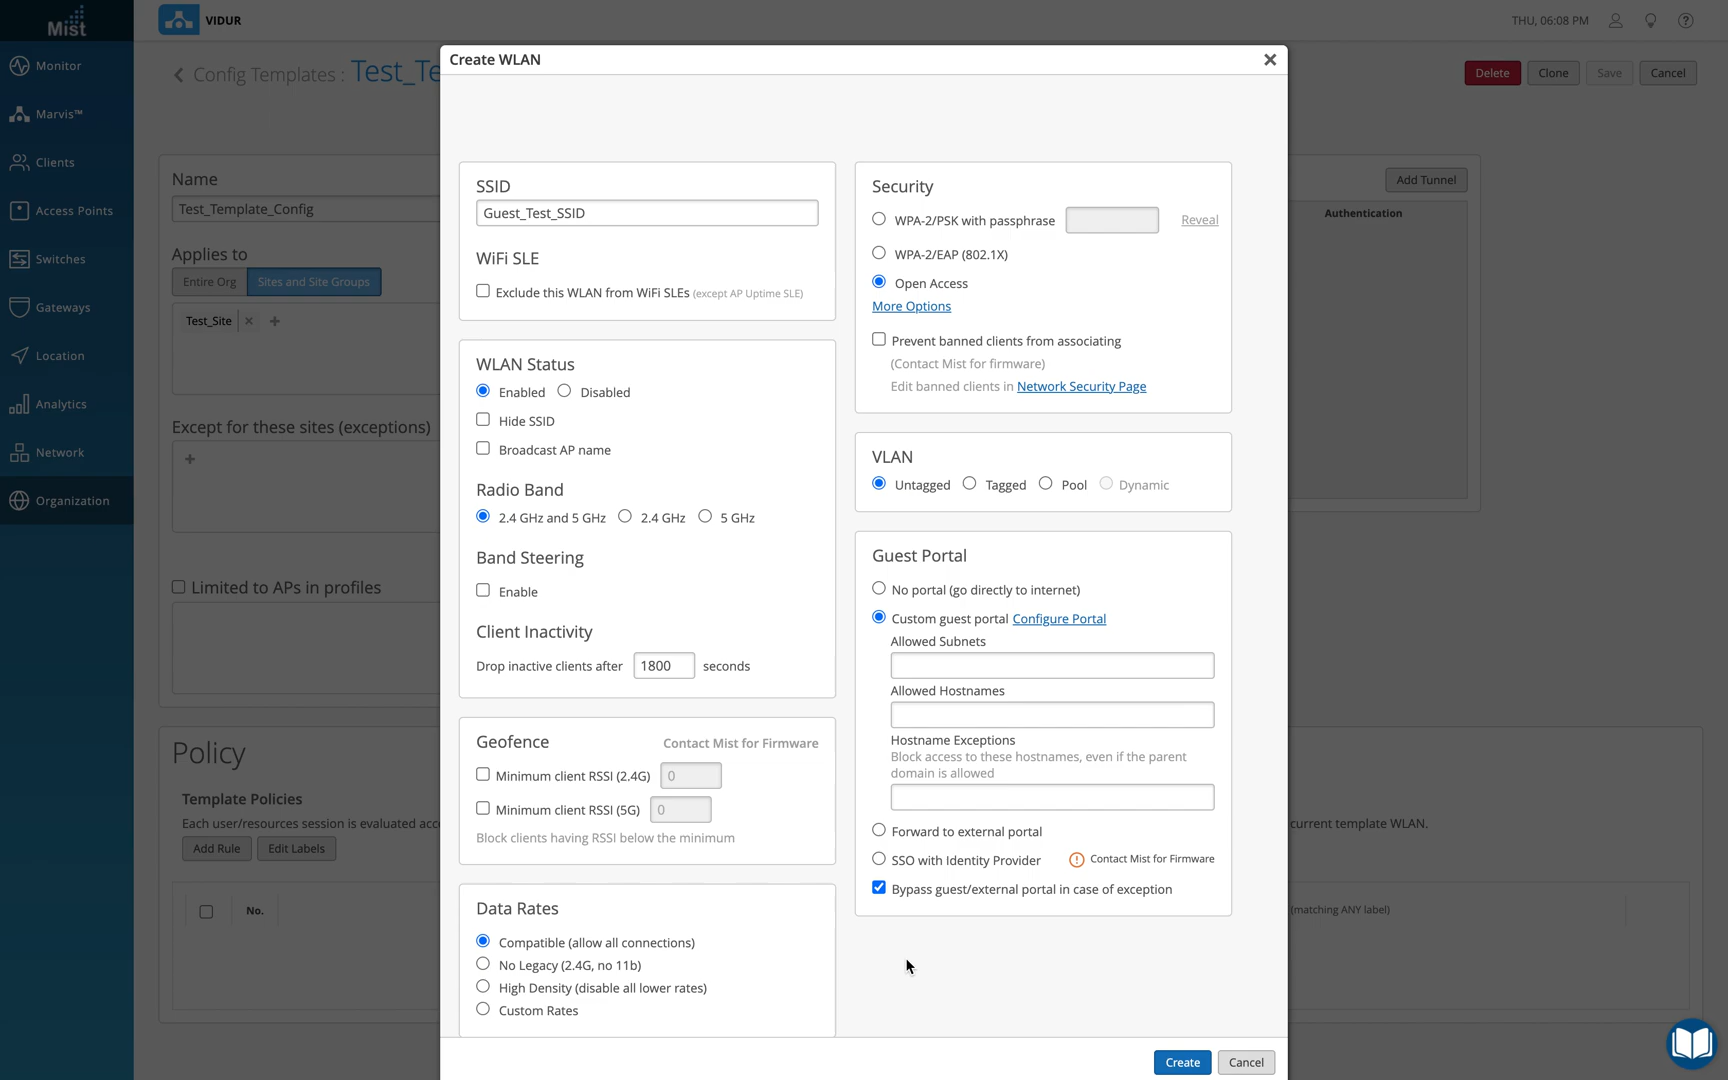 Mist
VIDUR
THU, 06:08 PM
Monitor
Marvis™
Clients
Access Points
Switches
Gateways
Location
Analytics
Network
Organization
Config Templates : Test_Te
Delete
Clone
Save
Cancel
Name
Test_Template_Config
Applies to
Entire Org
Sites and Site Groups
Test_Site
Except for these sites (exceptions)
Limited to APs in profiles
Add Tunnel
Authentication
Policy
Template Policies
Each user/resources session is evaluated acc
current template WLAN.
Add Rule
Edit Labels
No.
(matching ANY label)
Create WLAN
SSID
Guest_Test_SSID
WiFi SLE
Exclude this WLAN from WiFi SLEs (except AP Uptime SLE)
WLAN Status
Enabled Disabled
Hide SSID
Broadcast AP name
Radio Band
2.4 GHz and 5 GHz 2.4 GHz 5 GHz
Band Steering
Enable
Client Inactivity
Drop inactive clients after 1800 seconds
Geofence Contact Mist for Firmware
Minimum client RSSI (2.4G) 0
Minimum client RSSI (5G) 0
Block clients having RSSI below the minimum
Data Rates
Compatible (allow all connections)
No Legacy (2.4G, no 11b)
High Density (disable all lower rates)
Custom Rates
Security
WPA-2/PSK with passphrase Reveal
WPA-2/EAP (802.1X)
Open Access
More Options
Prevent banned clients from associating
(Contact Mist for firmware)
Edit banned clients in Network Security Page
VLAN
Untagged Tagged Pool Dynamic
Guest Portal
No portal (go directly to internet)
Custom guest portal Configure Portal
Allowed Subnets
Allowed Hostnames
Hostname Exceptions
Block access to these hostnames, even if the parent
domain is allowed
Forward to external portal
SSO with Identity Provider Contact Mist for Firmware
Bypass guest/external portal in case of exception
Create
Cancel